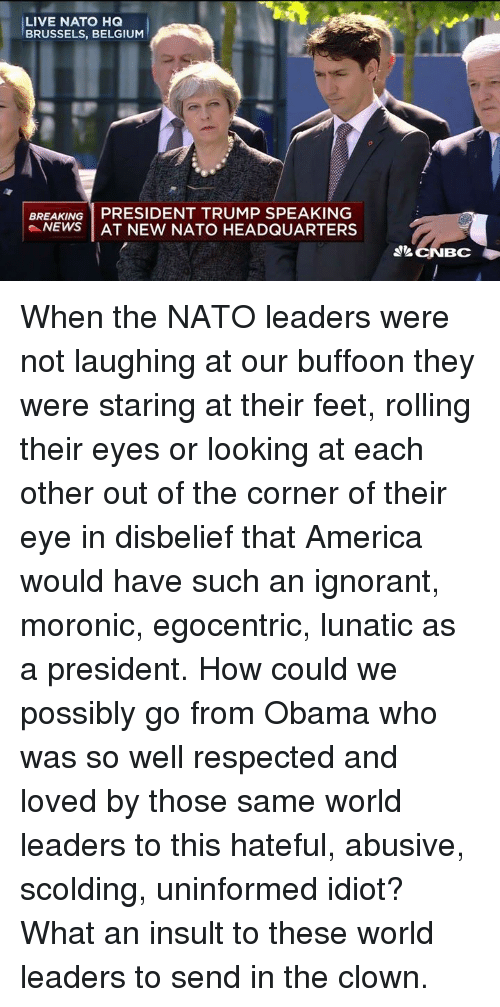 LIVE NATO HQ
BRUSSELS, BELGIUM
BREAKING
NEWS
PRESIDENT TRUMP SPEAKING
AT NEW NATO HEADQUARTERS
CNBC
When the NATO leaders were
not laughing at our buffoon they
were staring at their feet, rolling
their eyes or looking at each
other out of the corner of their
eye in disbelief that America
would have such an ignorant,
moronic, egocentric, lunatic as
a president. How could we
possibly go from Obama who
was so well respected and
loved by those same world
leaders to this hateful, abusive,
scolding, uninformed idiot?
What an insult to these world
leaders to send in the clown.